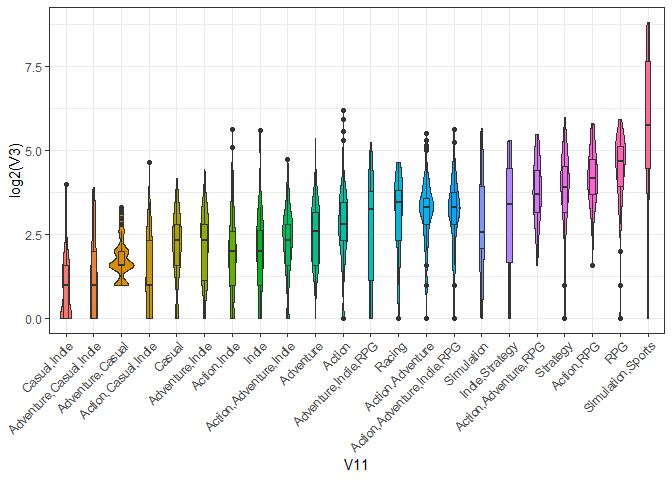 7.5
5.0
2.5
0.0
log2(V3)
Casual,Indie
Adventure,Casual,Indie
Adventure,Casual
Action,Casual,Indie
Casual
Adventure,Indie
Action,Indie
Indie
Action,Adventure,Indie
Adventure
Action
Adventure,Indie,RPG
Racing
Action,Adventure
Action,Adventure,Indie,RPG
Simulation
Indie,Strategy
Action,Adventure,RPG
Strategy
Action,RPG
RPG
Simulation,Sports
V11